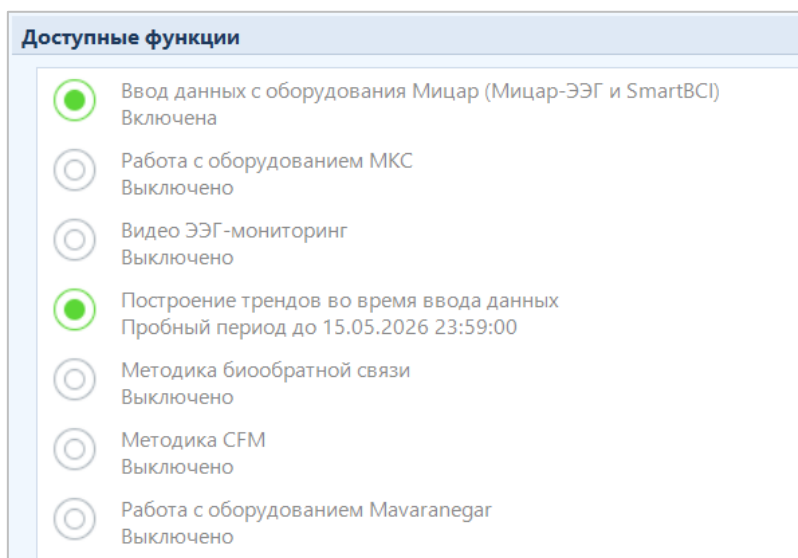 Доступные функции
Ввод данных с оборудования Мицар (Мицар-ЭЭГ и SmartBCI)
Включена
Работа с оборудованием МКС
Выключено
Видео ЭЭГ-мониторинг
Выключено
Построение трендов во время ввода данных
Пробный период до 15.05.2026 23:59:00
Методика биообратной связи
Выключено
Методика CFM
Выключено
Работа с оборудованием Mavaranegar
Выключено